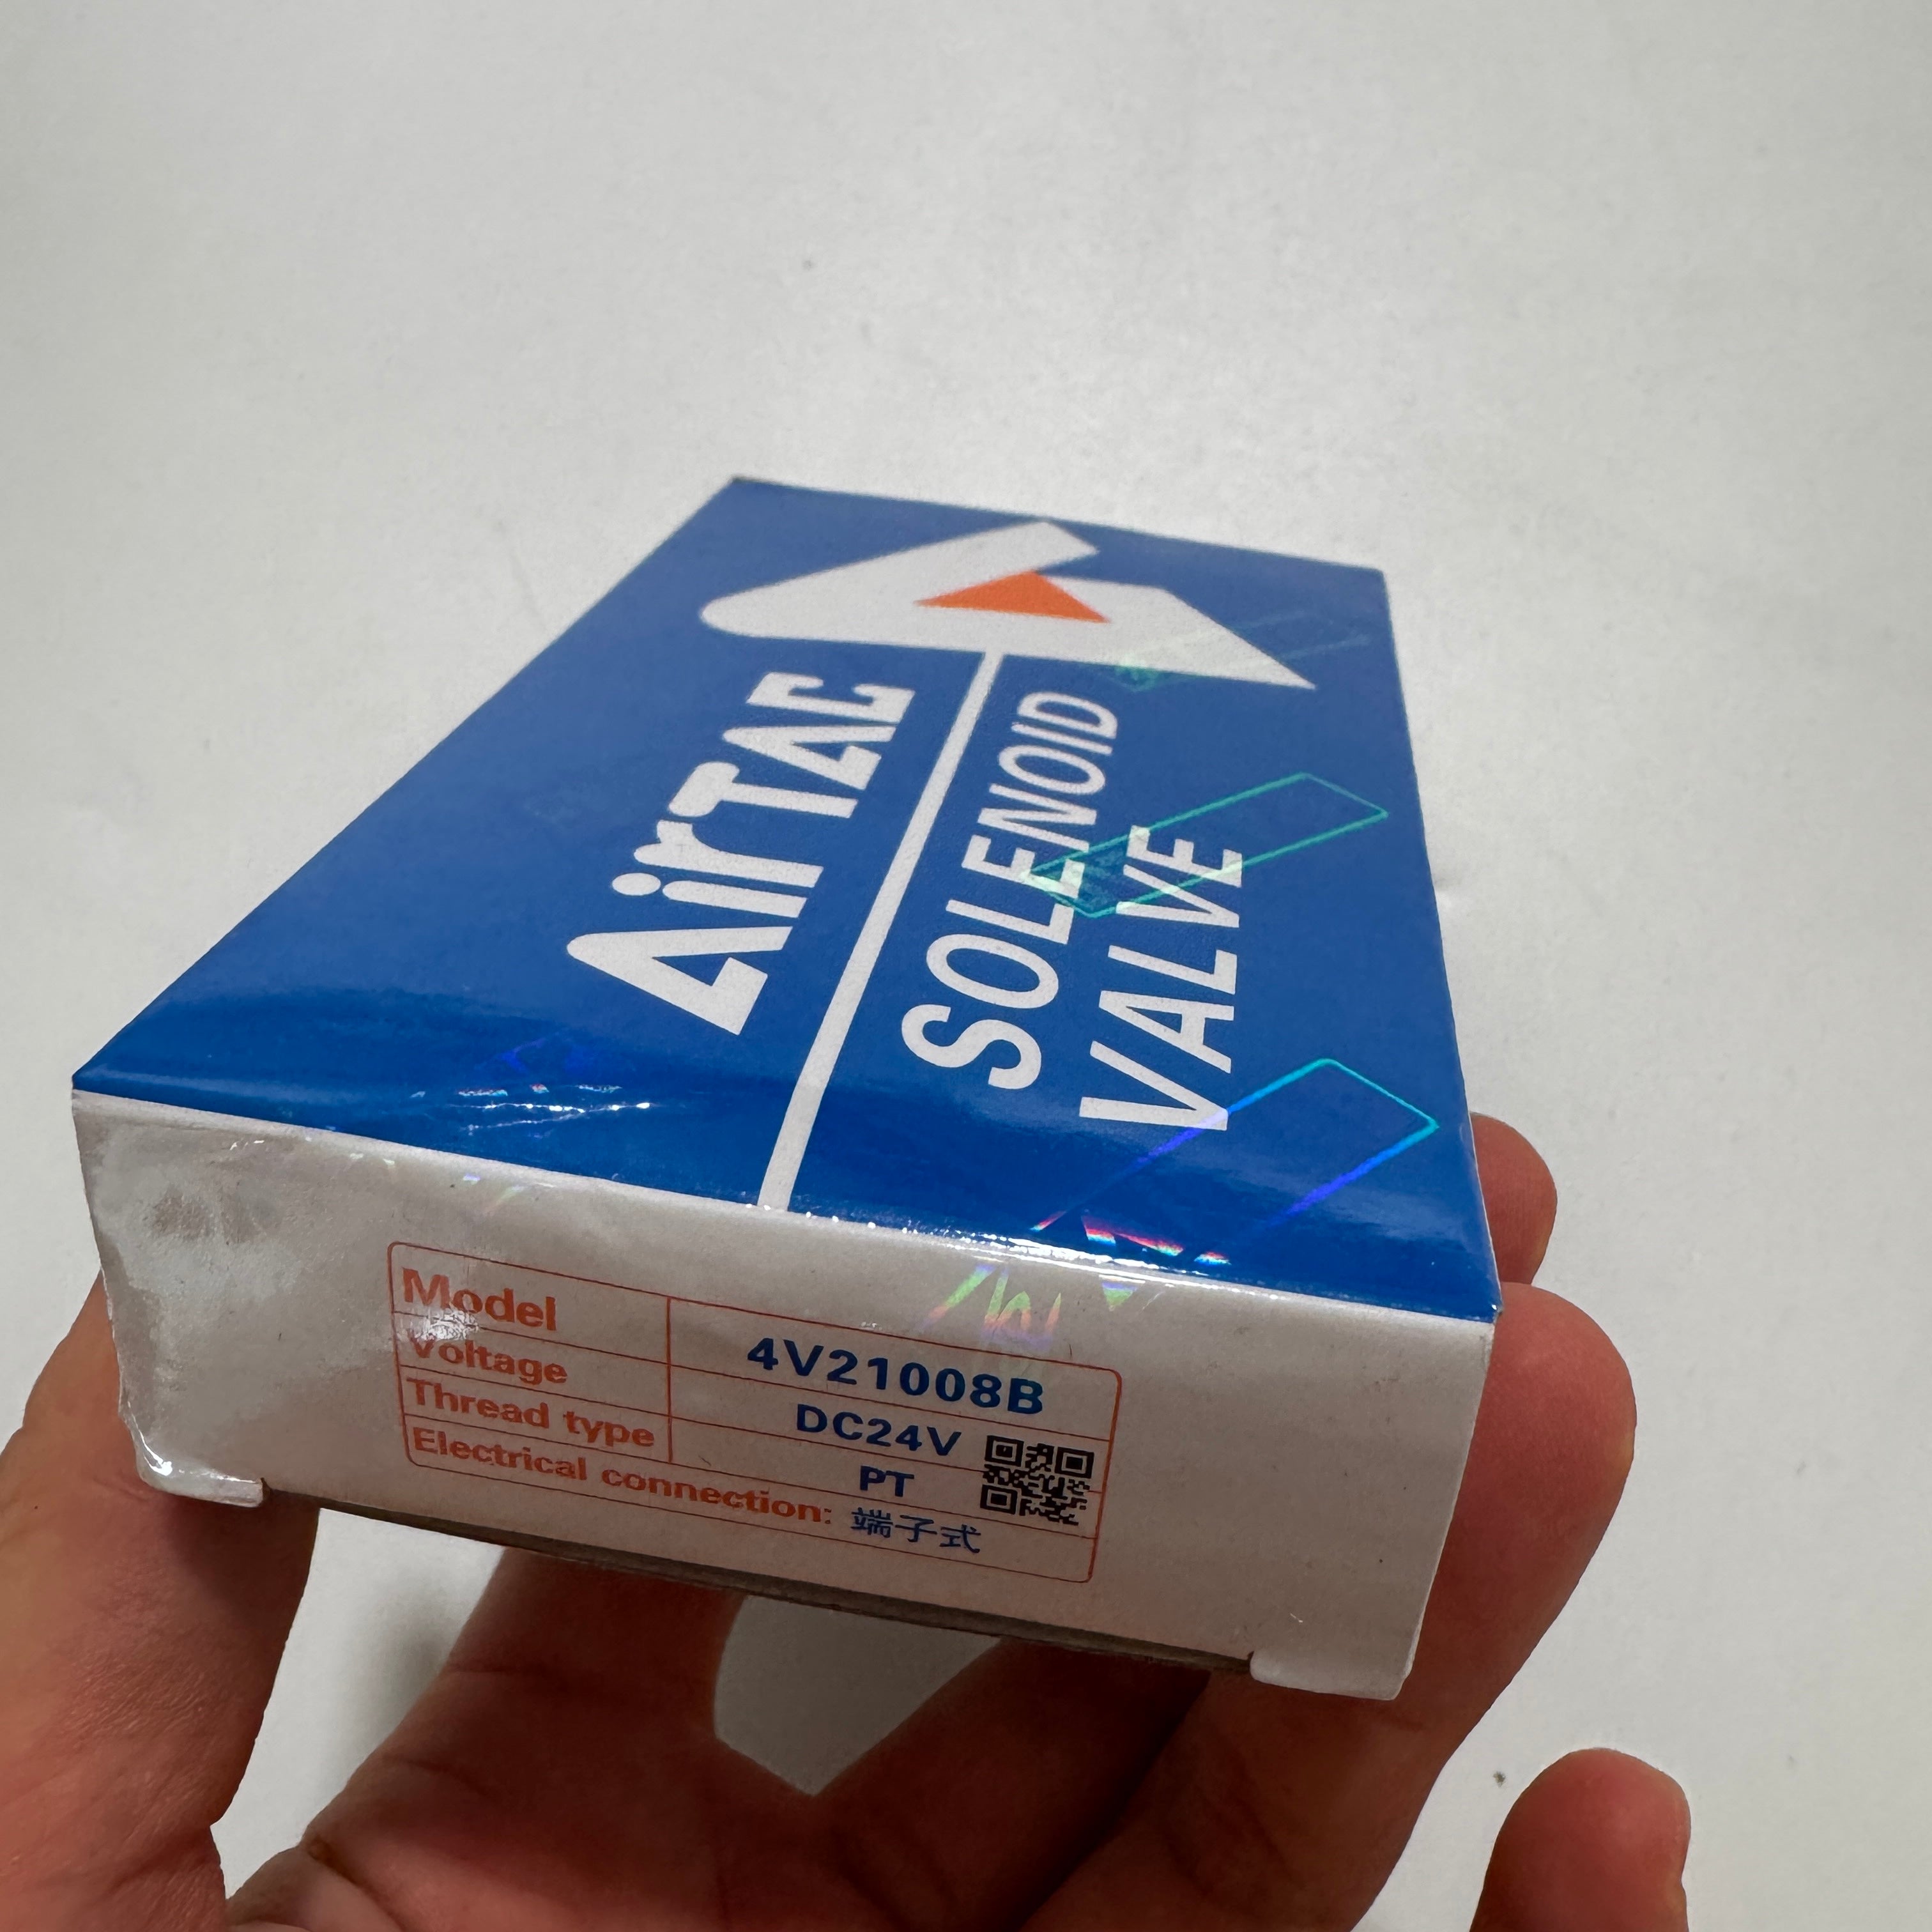 AirTAC
SOLENOID
VALVE
Model 4V21008B
Voltage DC24V
Thread type PT
Electrical connection: 端子式